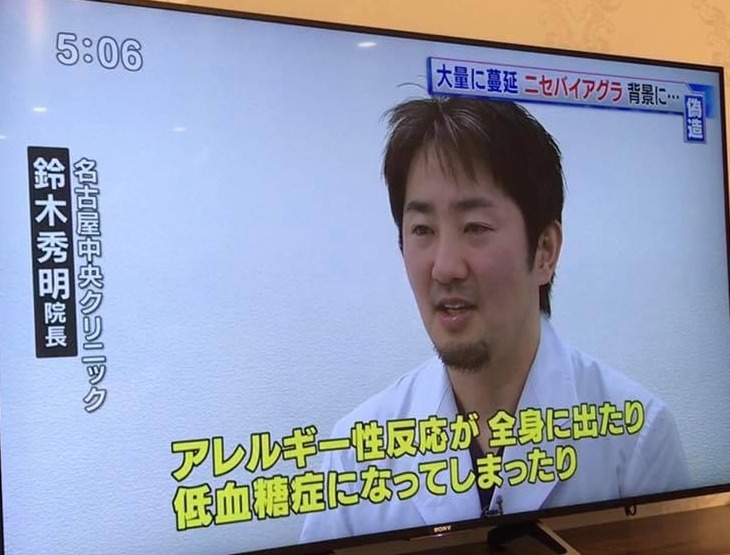 5:06
大量に蔓延 ニセバイアグラ 背景に…
偽造
名古屋中央クリニック
鈴木秀明院長
アレルギー性反応が 全身に出たり
低血糖症になってしまったり
SONY